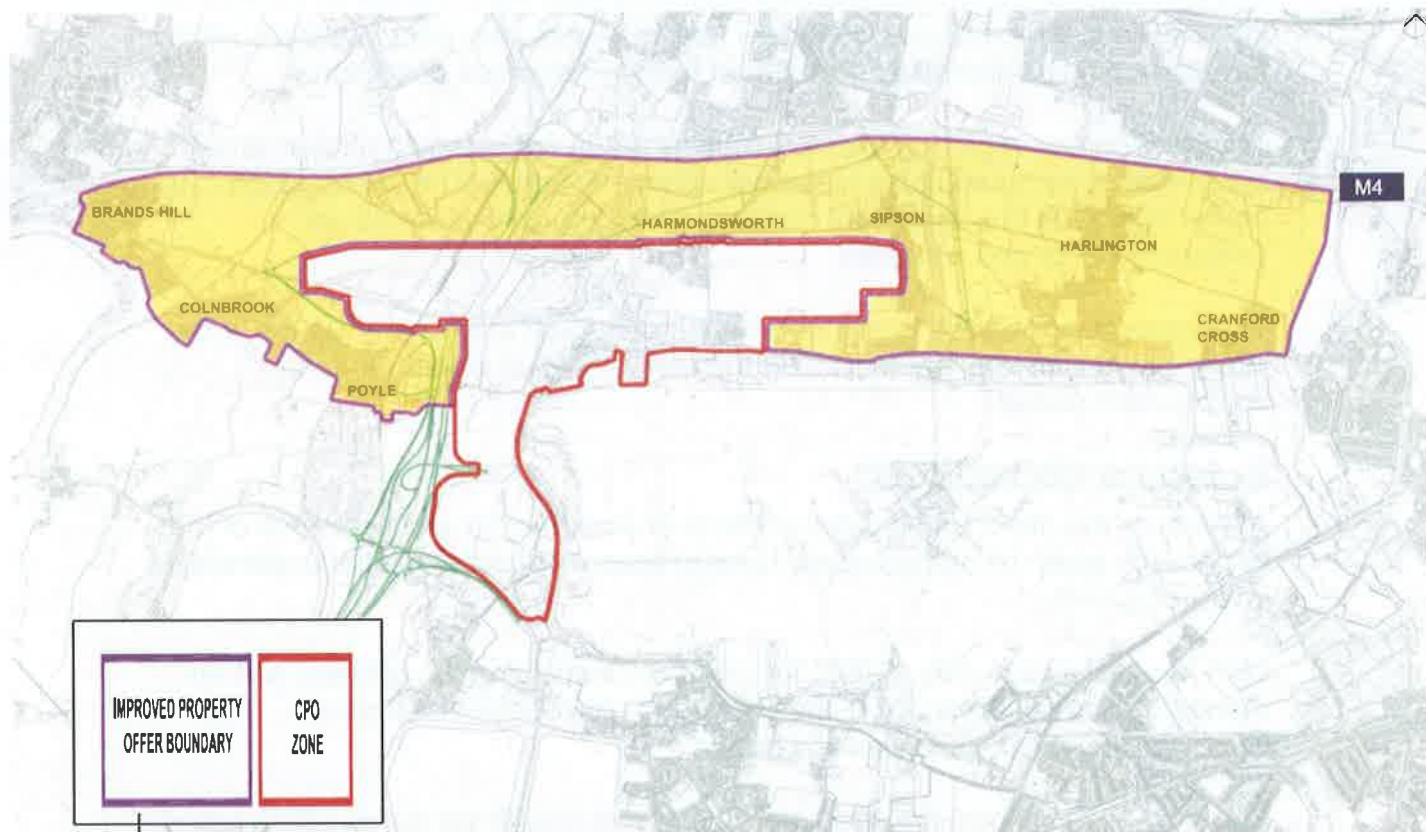 M4
BRANDS HILL
HARMONDSWORTH
SIPSON
HARLINGTON
COLNBROOK
CRANFORD
CROSS
POYLE
IMPROVED PROPERTY
OFFER BOUNDARY
CPO
ZONE